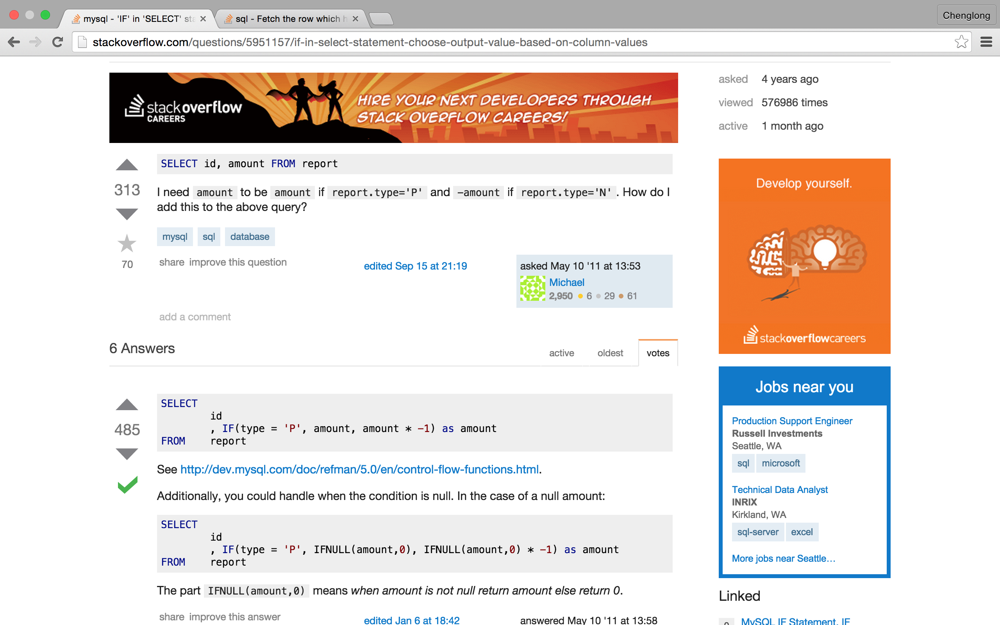 mysql - 'IF' in 'SELECT' sta
sql - Fetch the row which h
Chenglong
stackoverflow.com/questions/5951157/if-in-select-statement-choose-output-value-based-on-column-values
stackoverflow
CAREERS
HIRE YOUR NEXT DEVELOPERS THROUGH
STACK OVERFLOW CAREERS!
asked 4 years ago
viewed 576986 times
active 1 month ago
SELECT id, amount FROM report
313
I need amount to be amount if report.type='P' and -amount if report.type='N'. How do I
add this to the above query?
mysql sql database
70
share improve this question
edited Sep 15 at 21:19
asked May 10 '11 at 13:53
Michael
2,950 6 29 61
add a comment
Develop yourself.
stackoverflowcareers
6 Answers
active oldest votes
485
SELECT
id
, IF(type = 'P', amount, amount * -1) as amount
FROM report
See http://dev.mysql.com/doc/refman/5.0/en/control-flow-functions.html.
Additionally, you could handle when the condition is null. In the case of a null amount:
SELECT
id
, IF(type = 'P', IFNULL(amount,0), IFNULL(amount,0) * -1) as amount
FROM report
The part IFNULL(amount,0) means when amount is not null return amount else return 0.
share improve this answer
edited Jan 6 at 18:42
answered May 10 '11 at 13:58
Jobs near you
Production Support Engineer
Russell Investments
Seattle, WA
sql microsoft
Technical Data Analyst
INRIX
Kirkland, WA
sql-server excel
More jobs near Seattle…
Linked
MySQL IF Statement, IF